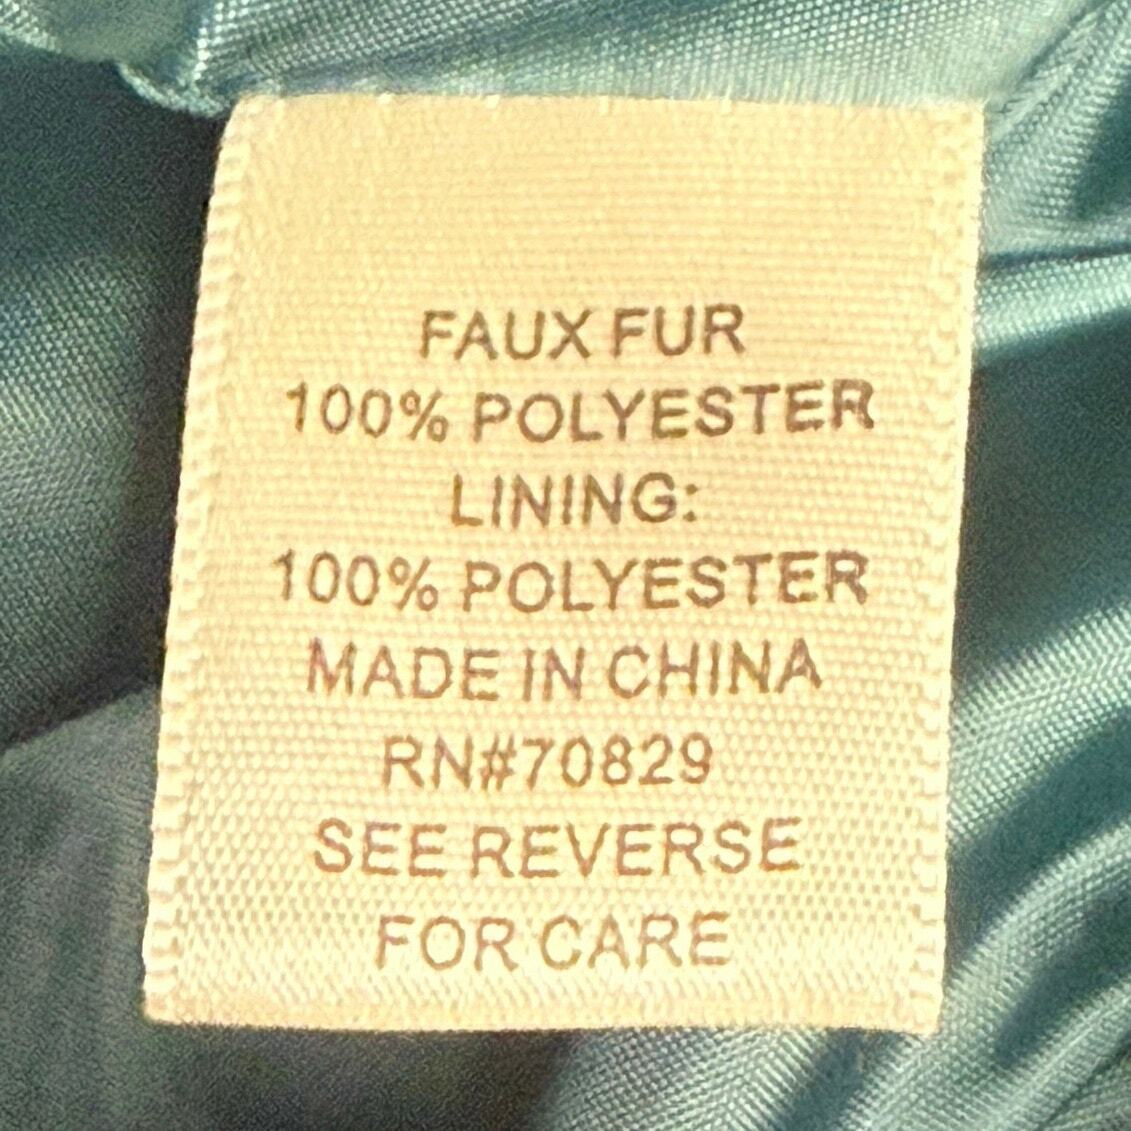 FAUX FUR
100% POLYESTER
LINING:
100% POLYESTER
MADE IN CHINA
RN#70829
SEE REVERSE
FOR CARE